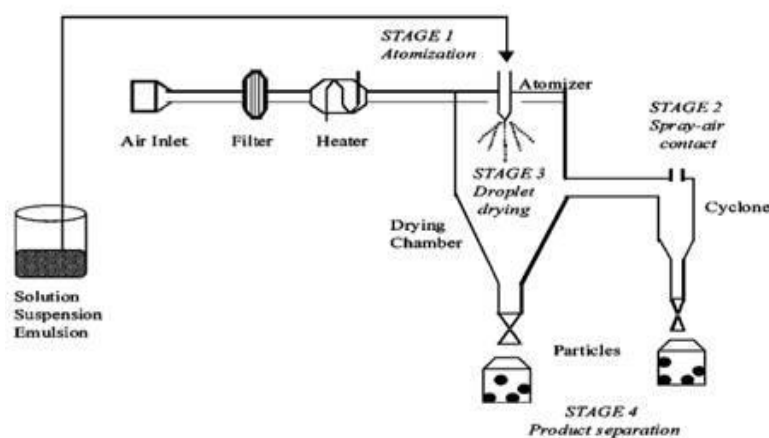 STAGE 1
Atomization
Atomizer
STAGE 2
Spray-air
contact
Air Inlet
Filter
Heater
STAGE 3
Droplet
drying
Drying
Chamber
Cyclone
Solution
Suspension
Emulsion
Particles
STAGE 4
Product separation